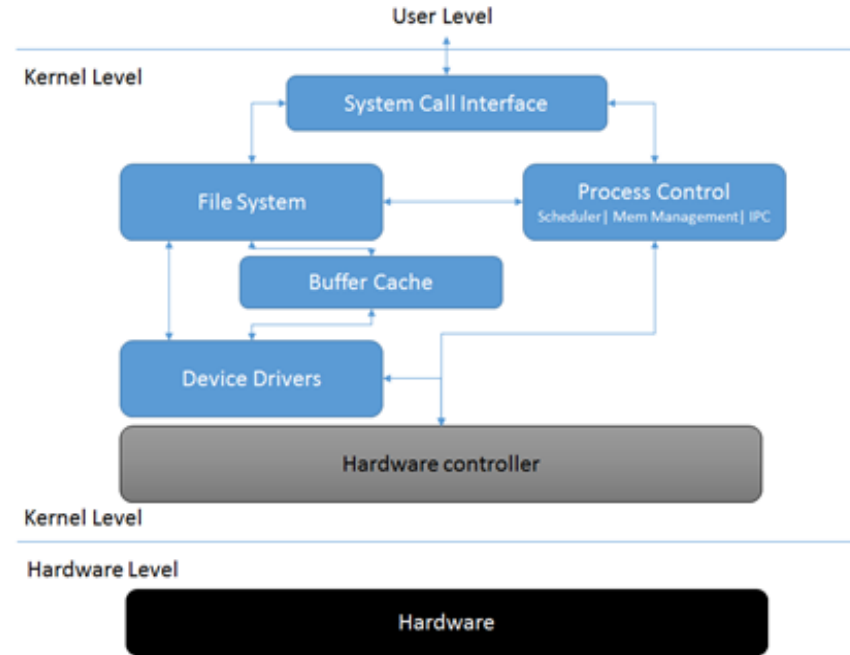 User Level
Kernel Level
System Call Interface
File System
Process Control
Scheduler| Mem Management| IPC
Buffer Cache
Device Drivers
Hardware controller
Kernel Level
Hardware Level
Hardware